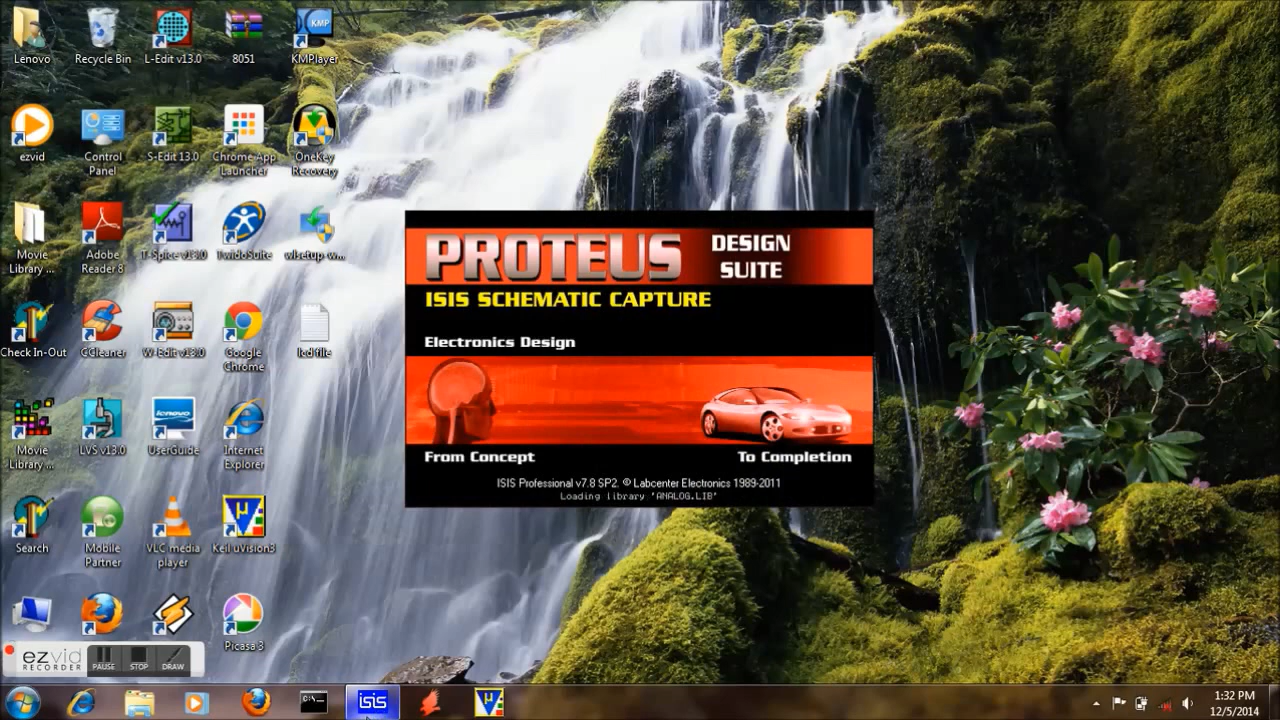 Lenovo
Recycle Bin
L-Edit v13.0
8051
KMP
KMPlayer
ezvid
Control
Panel
S-Edit 13.0
Chrome App
Launcher
OneKey
Recovery
Movie
Library ...
Adobe
Reader 8
T-Spice v13.0
TwidoSuite
wlsetup-w...
Check In-Out
CCleaner
W-Edit v13.0
Google
Chrome
lcd file
Movie
Library ...
LVS v13.0
lenovo
UserGuide
Internet
Explorer
Search
Mobile
Partner
VLC media
player
Keil uVision3
Picasa 3
PROTEUS
DESIGN
SUITE
ISIS SCHEMATIC CAPTURE
Electronics Design
From Concept
To Completion
ISIS Professional v7.8 SP2. © Labcenter Electronics 1989-2011
Loading library 'ANALOG.LIB'
ezvid
RECORDER
PAUSE
STOP
DRAW
C:\_
isis
1:32 PM
12/5/2014